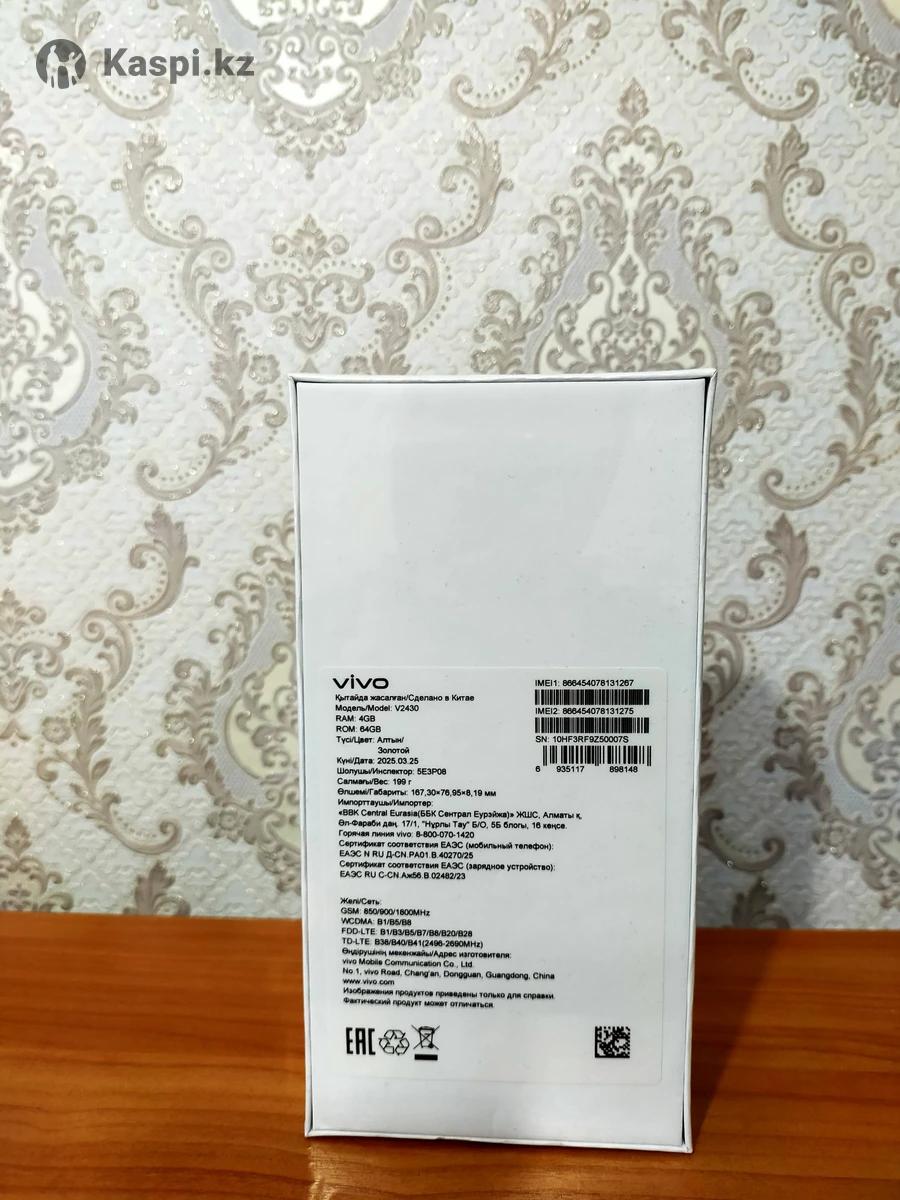 Kaspi.kz
vivo
Қытайда жасалған/Сделано в Китае
Модель/Model: V2430
RAM: 4GB
ROM: 64GB
Түсі/Цвет: Алтын/
Золотой
Күні/Дата: 2025.03.25
Шолушы/Инспектор: 5E3P08
Салмағы/Вес: 199 г
Өлшемі/Габариты: 167,30×76,95×8,19 мм
Импорттаушы/Импортер:
«BBK Central Eurasia(ББК Сентрал Еурэйжа)» ЖШС, Алматы қ,
Әл-Фараби даң. 17/1, "Нұрлы Тау" Б/О, 5Б блогы, 16 кеңсе.
Горячая линия vivo: 8-800-070-1420
Сертификат соответствия ЕАЭС (мобильный телефон):
ЕАЭС N RU Д-CN.РА01.В.40270/25
Сертификат соответствия ЕАЭС (зарядное устройство):
ЕАЭС RU С-CN.Аж56.В.02482/23
IMEI1: 866454078131267
IMEI2: 866454078131275
SN: 10HF3RF9Z50007S
6 935117 898148
Желі/Сеть:
GSM: 850/900/1800MHz
WCDMA: B1/B5/B8
FDD-LTE: B1/B3/B5/B7/B8/B20/B28
TD-LTE: B38/B40/B41(2496-2690MHz)
Өндірушінің мекенжайы/Адрес изготовителя:
vivo Mobile Communication Co., Ltd.
No.1, vivo Road, Chang'an, Dongguan, Guangdong, China
www.vivo.com
Изображения продуктов приведены только для справки.
Фактический продукт может отличаться.
EAC